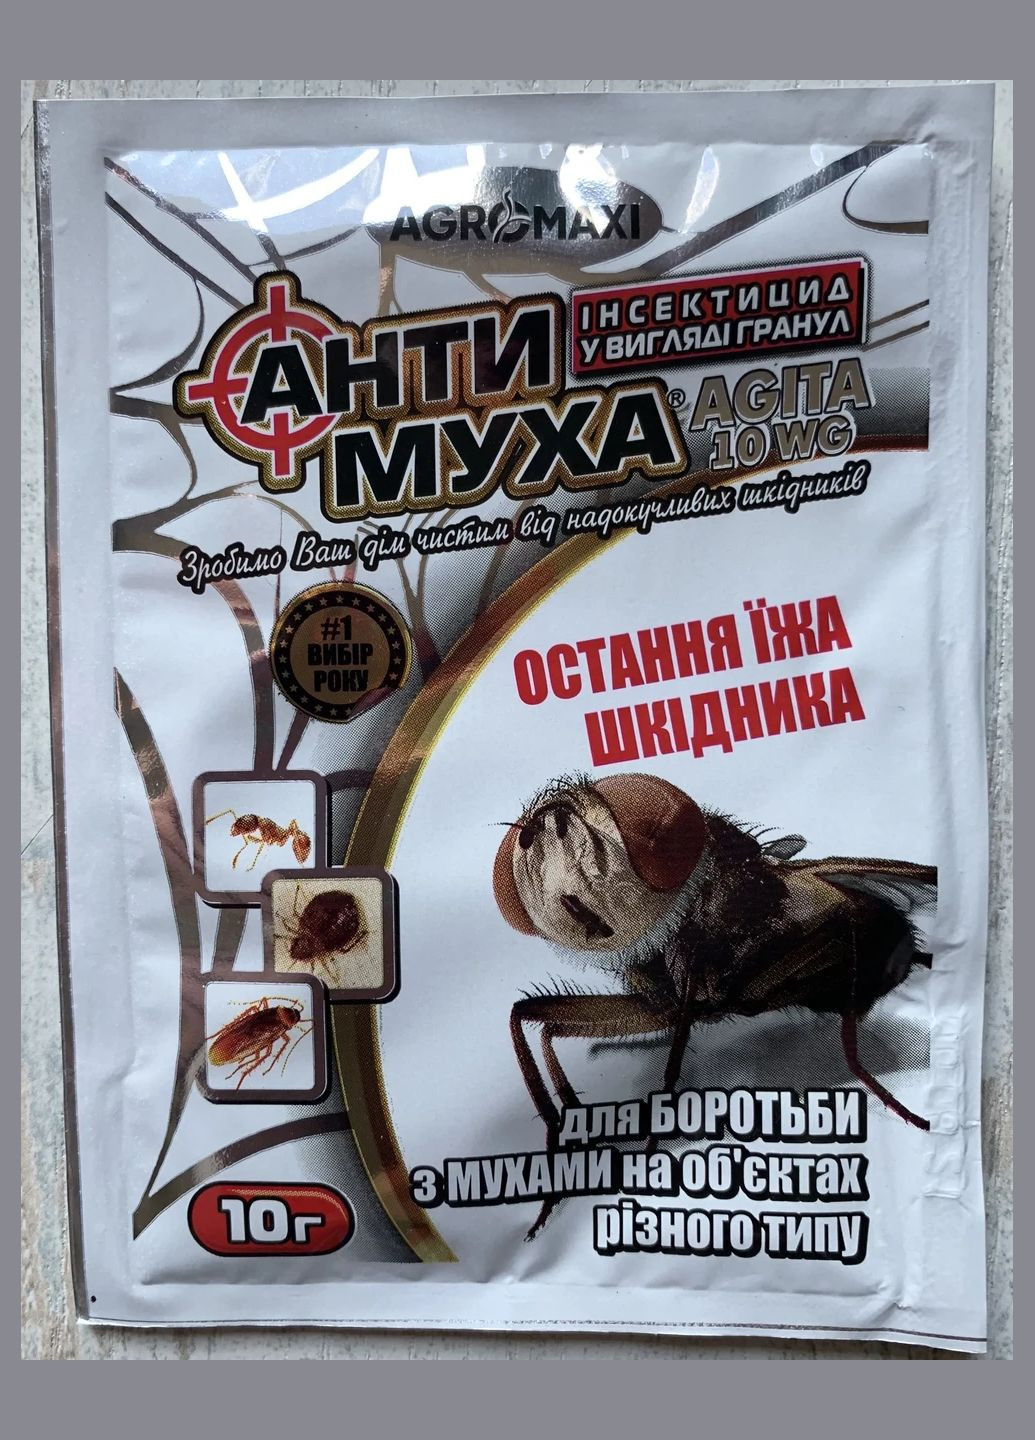 AGROMAXI
АНТИ
МУХА®
ІНСЕКТИЦИД
У ВИГЛЯДІ ГРАНУЛ
AGITA
10 WG
Зробимо Ваш дім чистим від надокучливих шкідників
#1
ВИБІР
РОКУ
ОСТАННЯ ЇЖА
ШКІДНИКА
для БОРОТЬБИ
з МУХАМИ на об'єктах
різного типу
10г